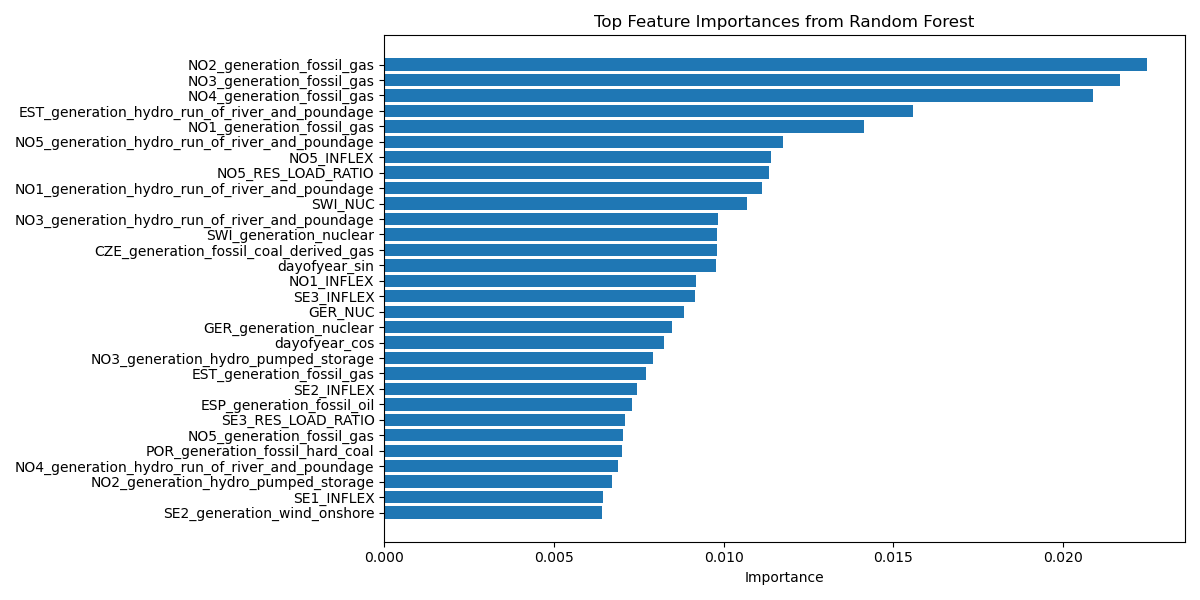 Top Feature Importances from Random Forest
NO2_generation_fossil_gas
NO3_generation_fossil_gas
NO4_generation_fossil_gas
EST_generation_hydro_run_of_river_and_poundage
NO1_generation_fossil_gas
NO5_generation_hydro_run_of_river_and_poundage
NO5_INFLEX
NO5_RES_LOAD_RATIO
NO1_generation_hydro_run_of_river_and_poundage
SWI_NUC
NO3_generation_hydro_run_of_river_and_poundage
SWI_generation_nuclear
CZE_generation_fossil_coal_derived_gas
dayofyear_sin
NO1_INFLEX
SE3_INFLEX
GER_NUC
GER_generation_nuclear
dayofyear_cos
NO3_generation_hydro_pumped_storage
EST_generation_fossil_gas
SE2_INFLEX
ESP_generation_fossil_oil
SE3_RES_LOAD_RATIO
NO5_generation_fossil_gas
POR_generation_fossil_hard_coal
NO4_generation_hydro_run_of_river_and_poundage
NO2_generation_hydro_pumped_storage
SE1_INFLEX
SE2_generation_wind_onshore
0.000 0.005 0.010 0.015 0.020
Importance